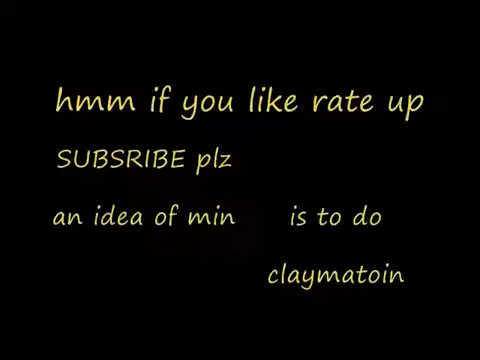 hmm if you like rate up
SUBSRIBE plz
an idea of min is to do
claymatoin